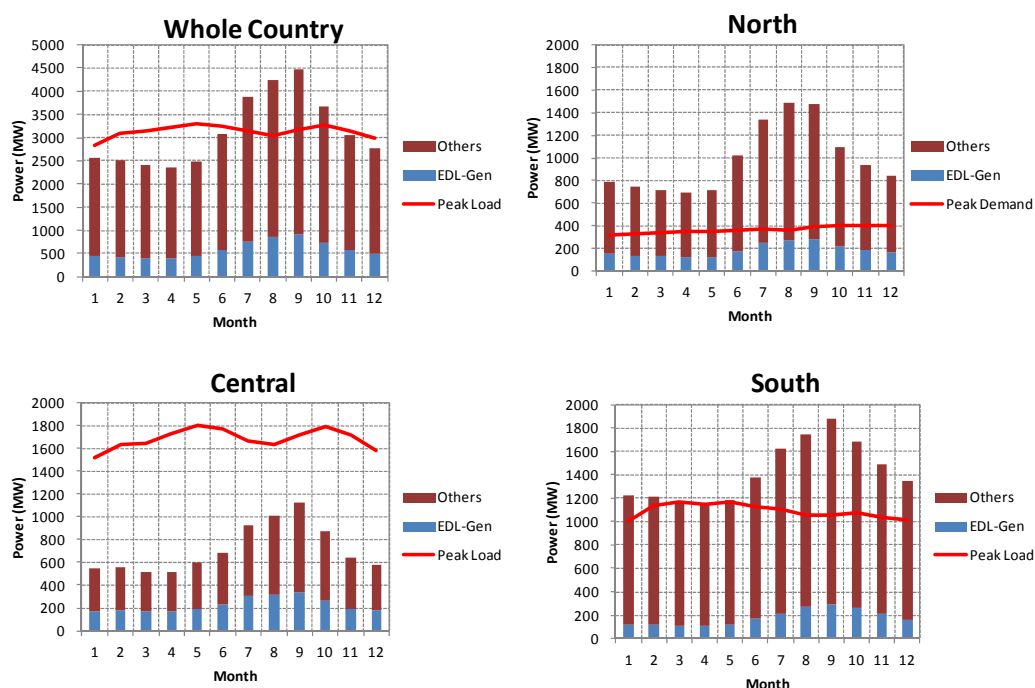 Whole Country
5000
4500
4000
3500
3000
2500
2000
1500
1000
500
0
Power (MW)
1 2 3 4 5 6 7 8 9 10 11 12
Month
Others
EDL-Gen
Peak Load
North
2000
1800
1600
1400
1200
1000
800
600
400
200
0
Power (MW)
1 2 3 4 5 6 7 8 9 10 11 12
Month
Others
EDL-Gen
Peak Demand
Central
2000
1800
1600
1400
1200
1000
800
600
400
200
0
Power (MW)
1 2 3 4 5 6 7 8 9 10 11 12
Month
Others
EDL-Gen
Peak Load
South
2000
1800
1600
1400
1200
1000
800
600
400
200
0
Power (MW)
1 2 3 4 5 6 7 8 9 10 11 12
Month
Others
EDL-Gen
Peak Load